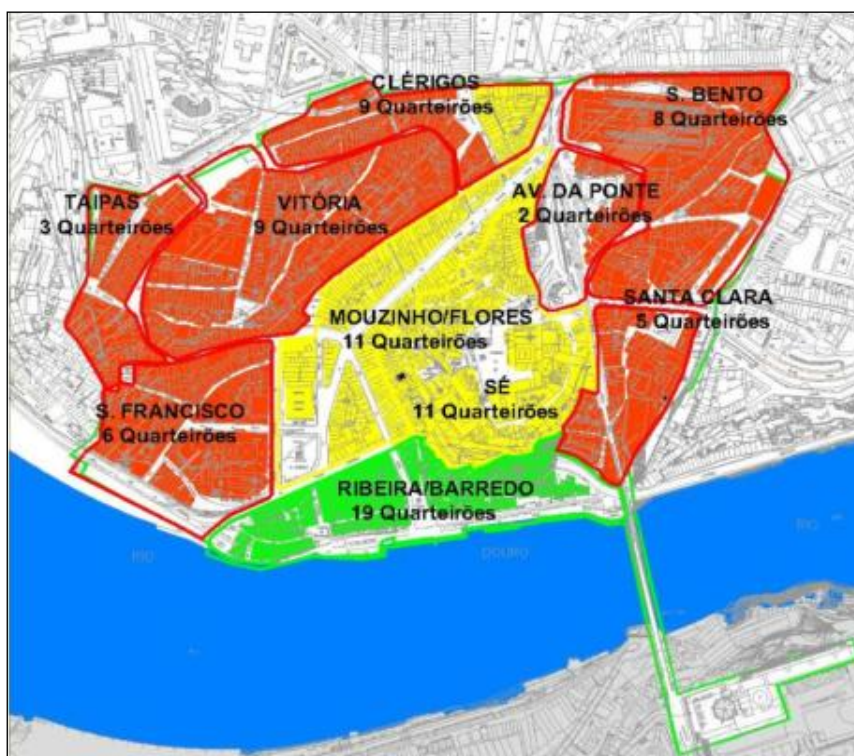 CLÉRIGOS
9 Quarteirões
S. BENTO
8 Quarteirões
TAIPAS
3 Quarteirões
VITÓRIA
9 Quarteirões
AV. DA PONTE
2 Quarteirões
MOUZINHO/FLORES
11 Quarteirões
SANTA CLARA
5 Quarteirões
SÉ
11 Quarteirões
S. FRANCISCO
6 Quarteirões
RIBEIRA/BARREDO
19 Quarteirões
RIO
DOURO
RIO